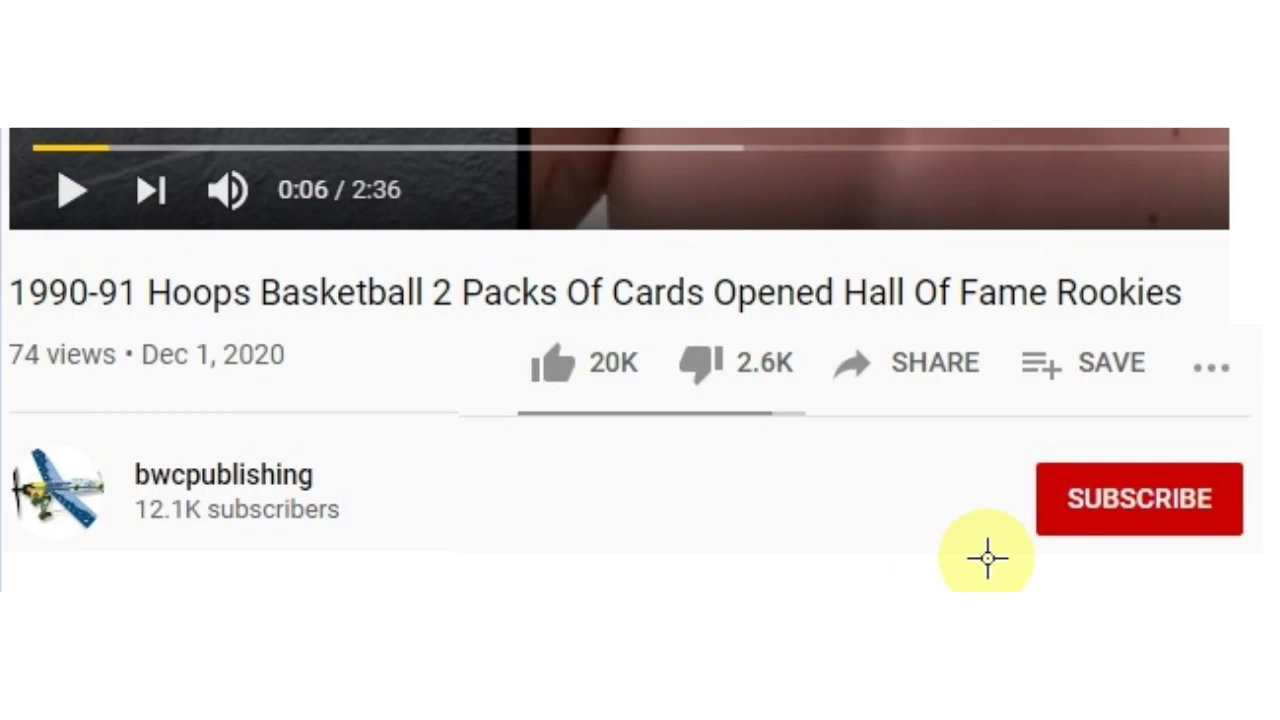 0:06 / 2:36
1990-91 Hoops Basketball 2 Packs Of Cards Opened Hall Of Fame Rookies
74 views • Dec 1, 2020
20K 2.6K SHARE SAVE
bwcpublishing
12.1K subscribers
SUBSCRIBE